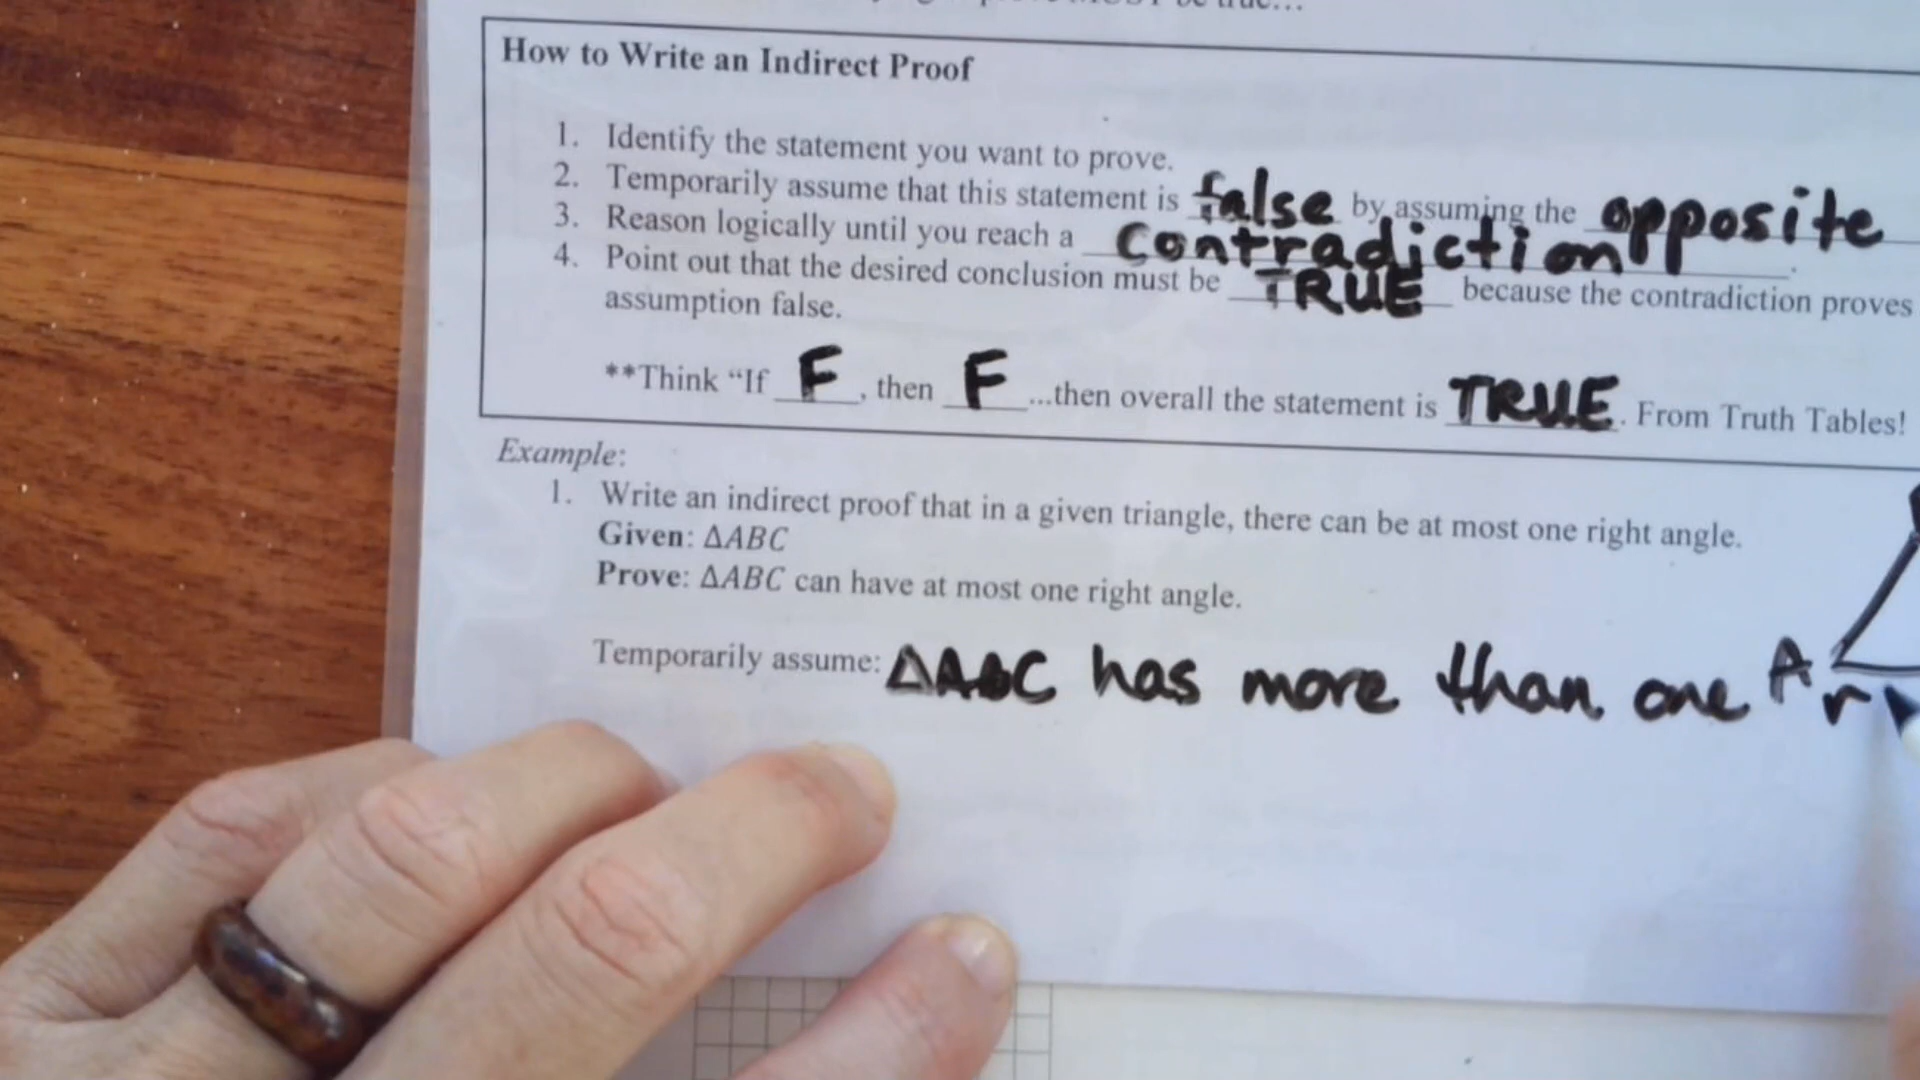 be true...
How to Write an Indirect Proof
1. Identify the statement you want to prove.
2. Temporarily assume that this statement is false by assuming the opposite
3. Reason logically until you reach a contradiction.
4. Point out that the desired conclusion must be TRUE because the contradiction proves
assumption false.
**Think “If F, then F...then overall the statement is TRUE. From Truth Tables!
Example:
1. Write an indirect proof that in a given triangle, there can be at most one right angle.
Given: ΔABC
Prove: ΔABC can have at most one right angle.
A
Temporarily assume: ΔABC has more than one r